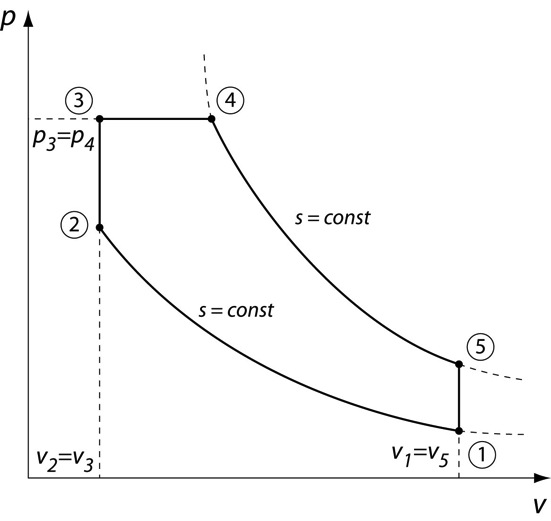 p
③
④
p3=p4
②
s = const
s = const
⑤
v2=v3
v1=v5
①
v